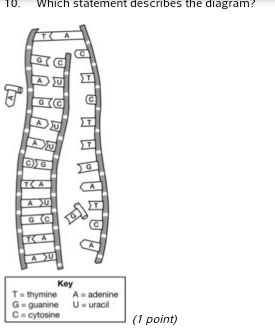 10. Which statement describes the diagram?
T A
G C C
A U T
G C C
A U T
A U T
C G G
T A A
A U T
G C G C
T A A
A U
Key
T = thymine A = adenine
G = guanine U = uracil
C = cytosine
(1 point)